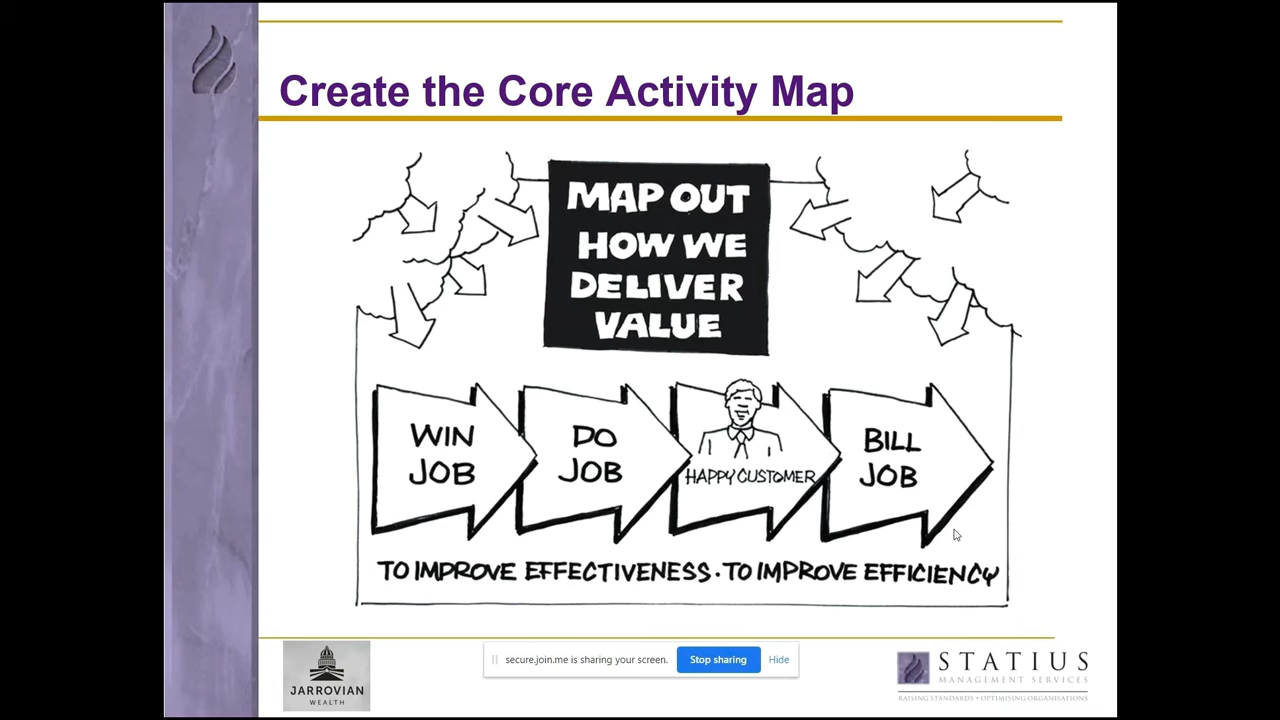 Create the Core Activity Map
MAP OUT
HOW WE
DELIVER
VALUE
WIN
JOB
DO
JOB
HAPPY CUSTOMER
BILL
JOB
TO IMPROVE EFFECTIVENESS · TO IMPROVE EFFICIENCY
JARROVIAN
WEALTH
secure.join.me is sharing your screen.
Stop sharing
Hide
STATIUS
MANAGEMENT SERVICES
RAISING STANDARDS • OPTIMISING ORGANISATIONS